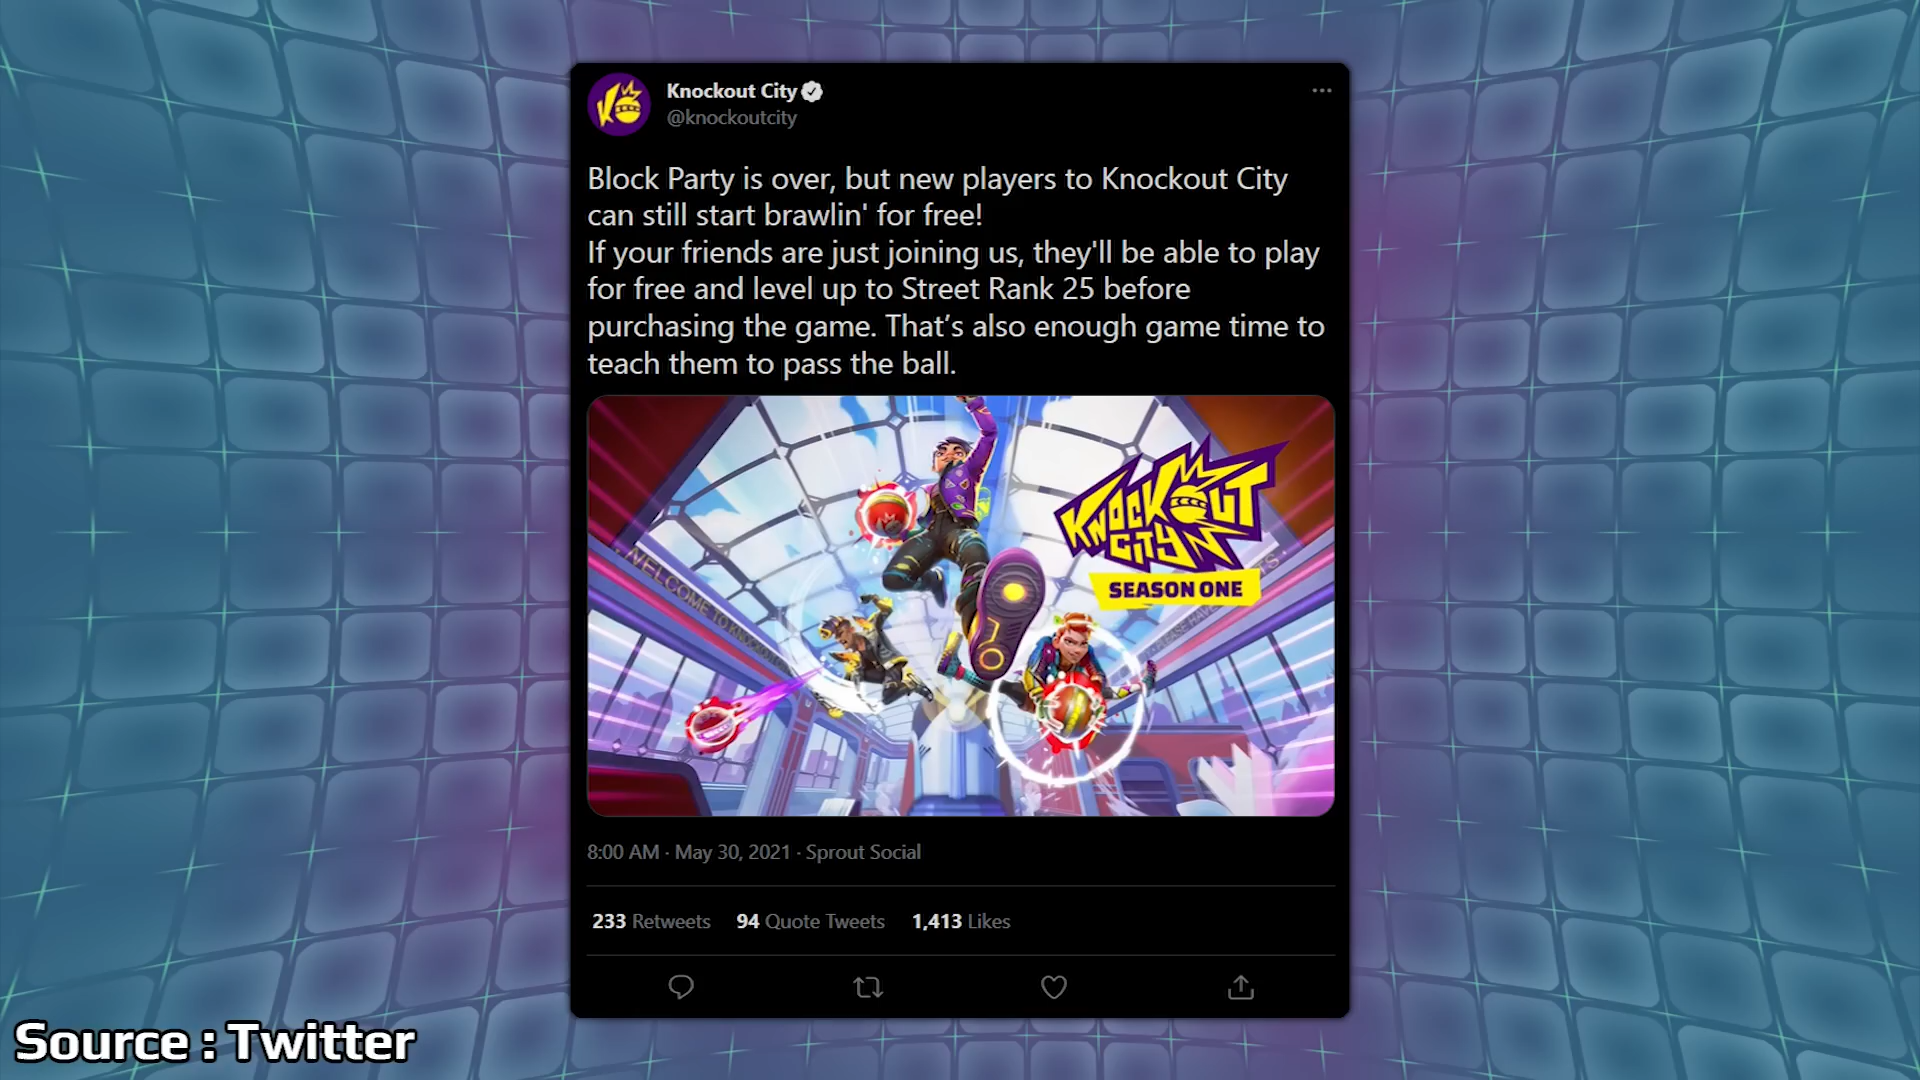 Knockout City
@knockoutcity
Block Party is over, but new players to Knockout City
can still start brawlin' for free!
If your friends are just joining us, they'll be able to play
for free and level up to Street Rank 25 before
purchasing the game. That’s also enough game time to
teach them to pass the ball.
KNOCKOUT
CITY
SEASON ONE
WELCOME TO
8:00 AM · May 30, 2021 · Sprout Social
233 Retweets 94 Quote Tweets 1,413 Likes
Source : Twitter